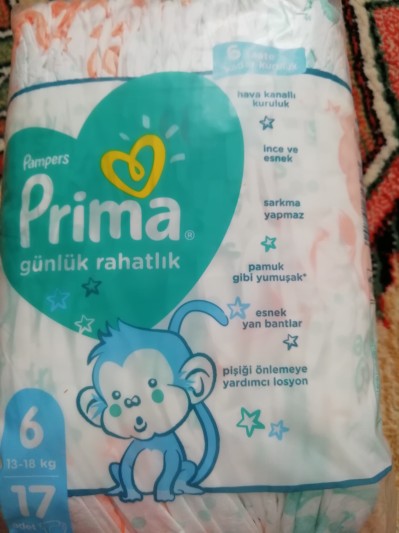 6
hava kanallı
kuruluk
ince ve
esnek
Pampers
Prima®
günlük rahatlık
sarkma
yapmaz
pamuk
gibi yumuşak*
esnek
yan bantlar
pişiği önlemeye
yardımcı losyon
6
13-18 kg
17